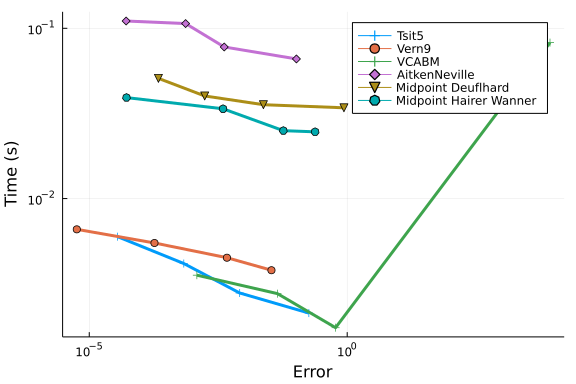 10⁻¹
Tsit5
Vern9
VCABM
AitkenNeville
Midpoint Deuflhard
Midpoint Hairer Wanner
Time (s)
10⁻²
10⁻⁵
10⁰
Error